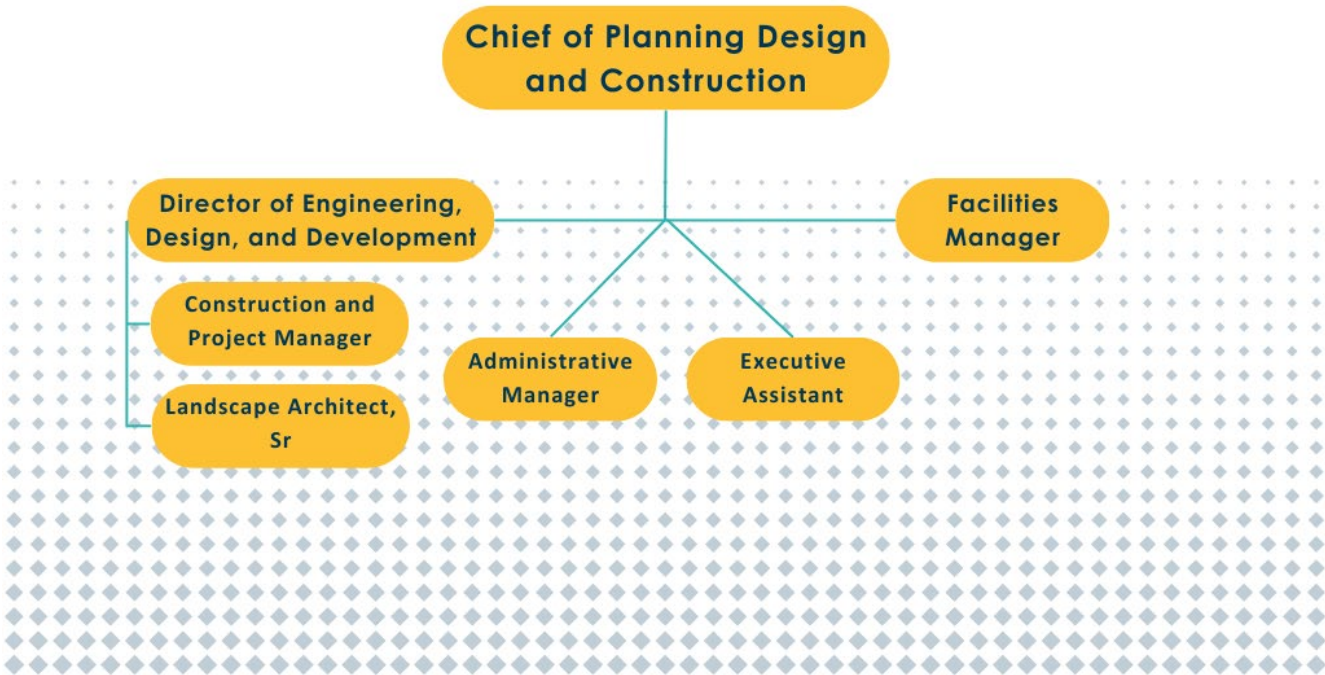 Chief of Planning Design
and Construction
Director of Engineering,
Design, and Development
Facilities
Manager
Construction and
Project Manager
Landscape Architect,
Sr
Administrative
Manager
Executive
Assistant